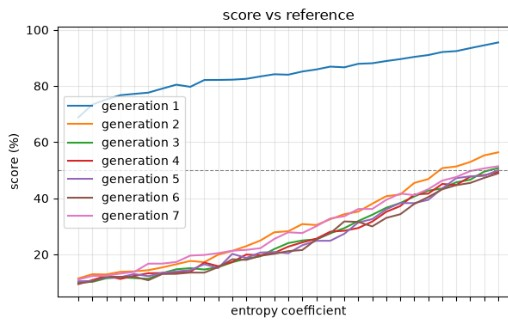 score vs reference
100
80
60
40
20
score (%)
generation 1
generation 2
generation 3
generation 4
generation 5
generation 6
generation 7
entropy coefficient